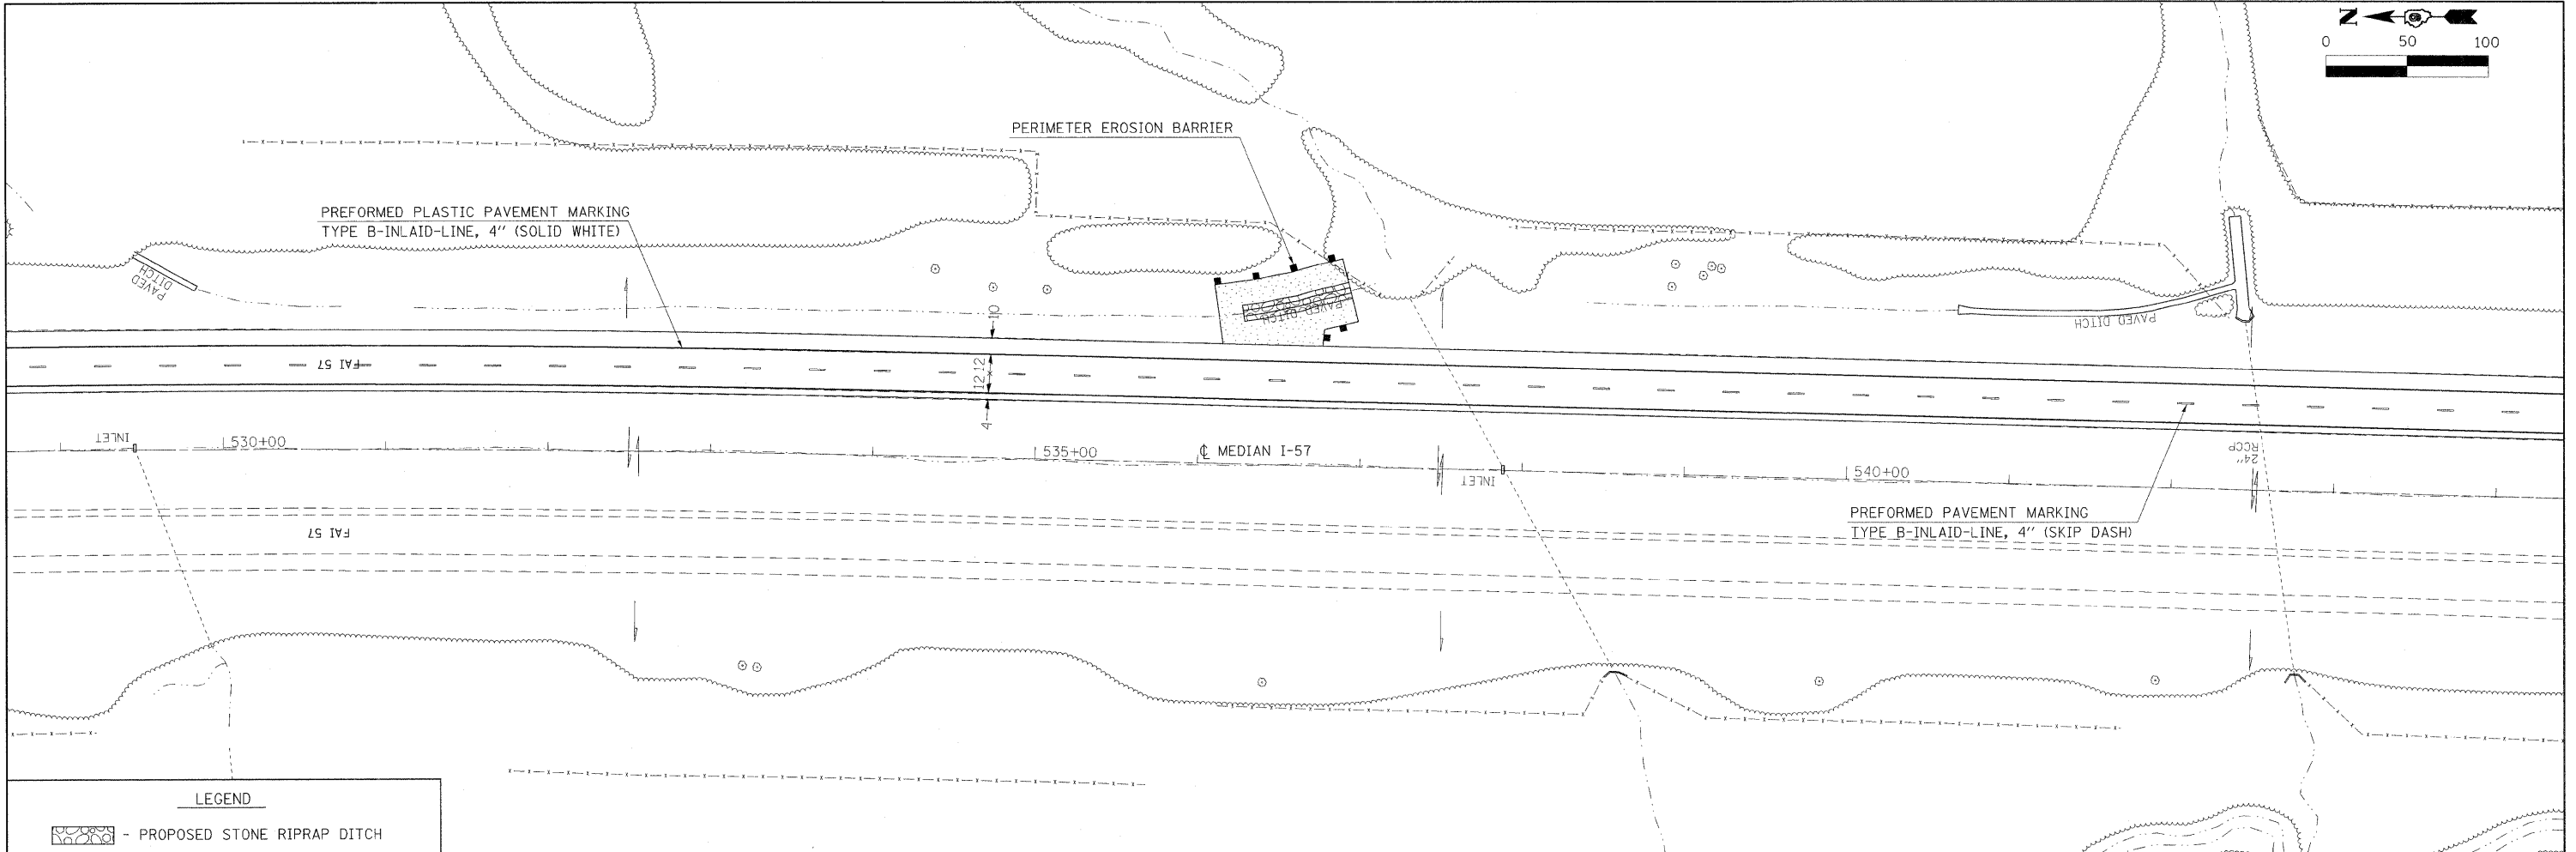 N
0 50 100
PERIMETER EROSION BARRIER
PREFORMED PLASTIC PAVEMENT MARKING
TYPE B-INLAID-LINE, 4" (SOLID WHITE)
PAVED
DITCH
PAVED DITCH
PAVED DITCH
10
FAI 57
12,12
4
INLET
530+00
535+00
℄ MEDIAN I-57
INLET
540+00
24"
RCCP
PREFORMED PAVEMENT MARKING
TYPE B-INLAID-LINE, 4" (SKIP DASH)
FAI 57
LEGEND
- PROPOSED STONE RIPRAP DITCH